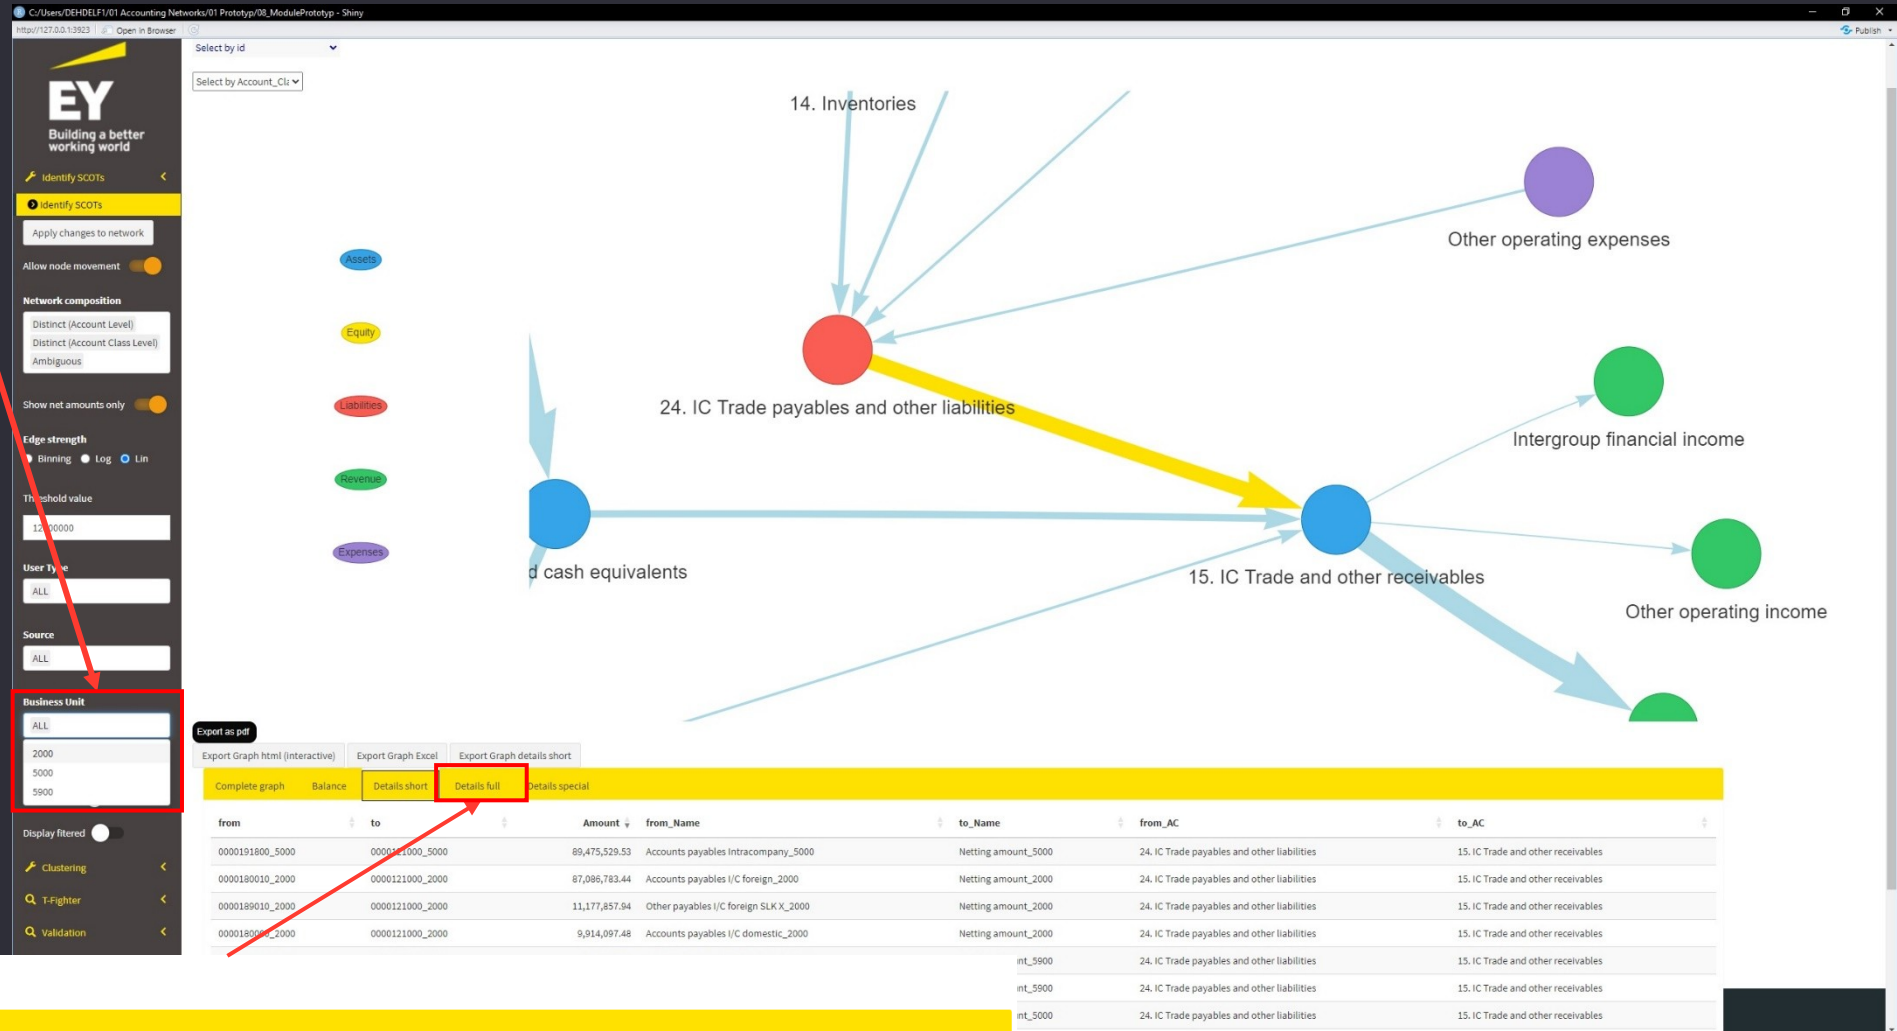 C:/Users/DEHDELF1/01 Accounting Networks/01 Prototyp/08_ModulePrototyp - Shiny
http://127.0.0.1:3923 Open in Browser
Publish
EY
Building a better
working world
Identify SCOTs
Identify SCOTs
Apply changes to network
Allow node movement
Network composition
Distinct (Account Level)
Distinct (Account Class Level)
Ambiguous
Show net amounts only
Edge strength
Binning Log Lin
Threshold value
User Type
ALL
Source
ALL
Business Unit
ALL
2000
5000
5900
Display filtered
Clustering
T-Fighter
Validation
Select by id
Select by Account_Cla
Assets
Equity
Liabilities
Revenue
Expenses
14. Inventories
Other operating expenses
24. IC Trade payables and other liabilities
Intergroup financial income
d cash equivalents
15. IC Trade and other receivables
Other operating income
Export as pdf
Export Graph html (interactive) Export Graph Excel Export Graph details short
Complete graph Balance Details short Details full Details special
from to Amount from_Name to_Name from_AC to_AC
0000191800_5000 0000121000_5000 89,475,529.53 Accounts payables Intracompany_5000 Netting amount_5000 24. IC Trade payables and other liabilities 15. IC Trade and other receivables
0000180010_2000 0000121000_2000 87,086,783.44 Accounts payables I/C foreign_2000 Netting amount_2000 24. IC Trade payables and other liabilities 15. IC Trade and other receivables
0000189010_2000 0000121000_2000 11,177,857.94 Other payables I/C foreign SLK X_2000 Netting amount_2000 24. IC Trade payables and other liabilities 15. IC Trade and other receivables
0000180000_2000 0000121000_2000 9,914,097.48 Accounts payables I/C domestic_2000 Netting amount_2000 24. IC Trade payables and other liabilities 15. IC Trade and other receivables
int_5900 24. IC Trade payables and other liabilities 15. IC Trade and other receivables
int_5900 24. IC Trade payables and other liabilities 15. IC Trade and other receivables
int_5000 24. IC Trade payables and other liabilities 15. IC Trade and other receivables